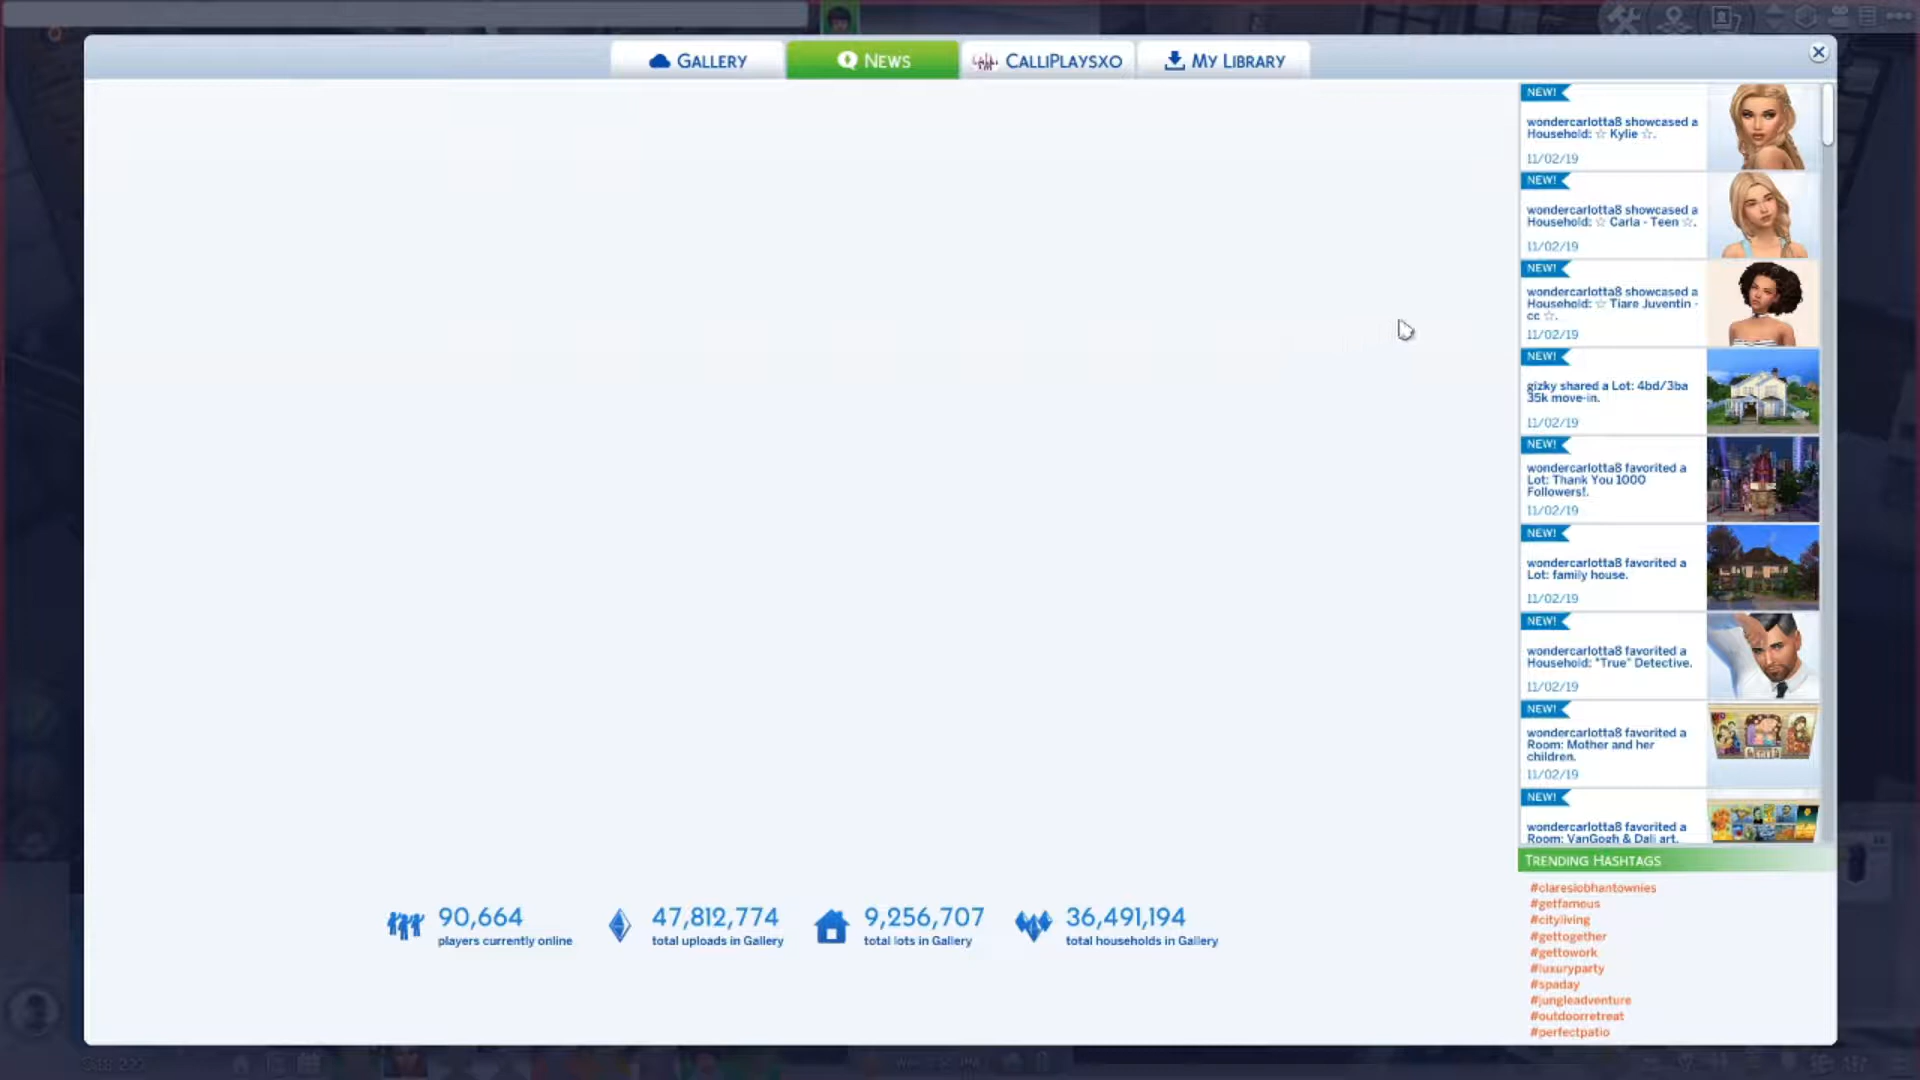 GALLERY
NEWS
CALLIPLAYSXO
MY LIBRARY
NEW!
wondercarlotta8 showcased a
Household: ☆ Kylie ☆.
11/02/19
NEW!
wondercarlotta8 showcased a
Household: ☆ Carla - Teen ☆.
11/02/19
NEW!
wondercarlotta8 showcased a
Household: ☆ Tiare Juventin -
cc ☆.
11/02/19
NEW!
gizky shared a Lot: 4bd/3ba
35k move-in.
11/02/19
NEW!
wondercarlotta8 favorited a
Lot: Thank You 1000
Followers!.
11/02/19
NEW!
wondercarlotta8 favorited a
Lot: family house.
11/02/19
NEW!
wondercarlotta8 favorited a
Household: "True" Detective.
11/02/19
NEW!
wondercarlotta8 favorited a
Room: Mother and her
children.
11/02/19
NEW!
wondercarlotta8 favorited a
Room: VanGogh & Dali art.
TRENDING HASHTAGS
#claresiobhantownies
#getfamous
#cityliving
#gettogether
#gettowork
#luxuryparty
#spaday
#jungleadventure
#outdoorretreat
#perfectpatio
90,664
players currently online
47,812,774
total uploads in Gallery
9,256,707
total lots in Gallery
36,491,194
total households in Gallery